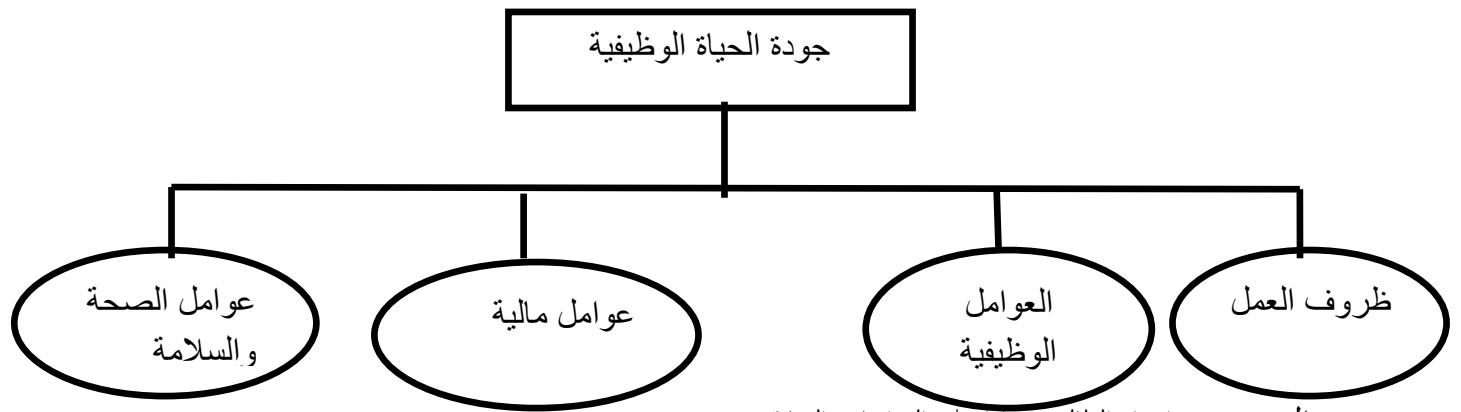 جودة الحياة الوظيفية
ظروف العمل
العوامل
الوظيفية
عوامل مالية
عوامل الصحة
والسلامة